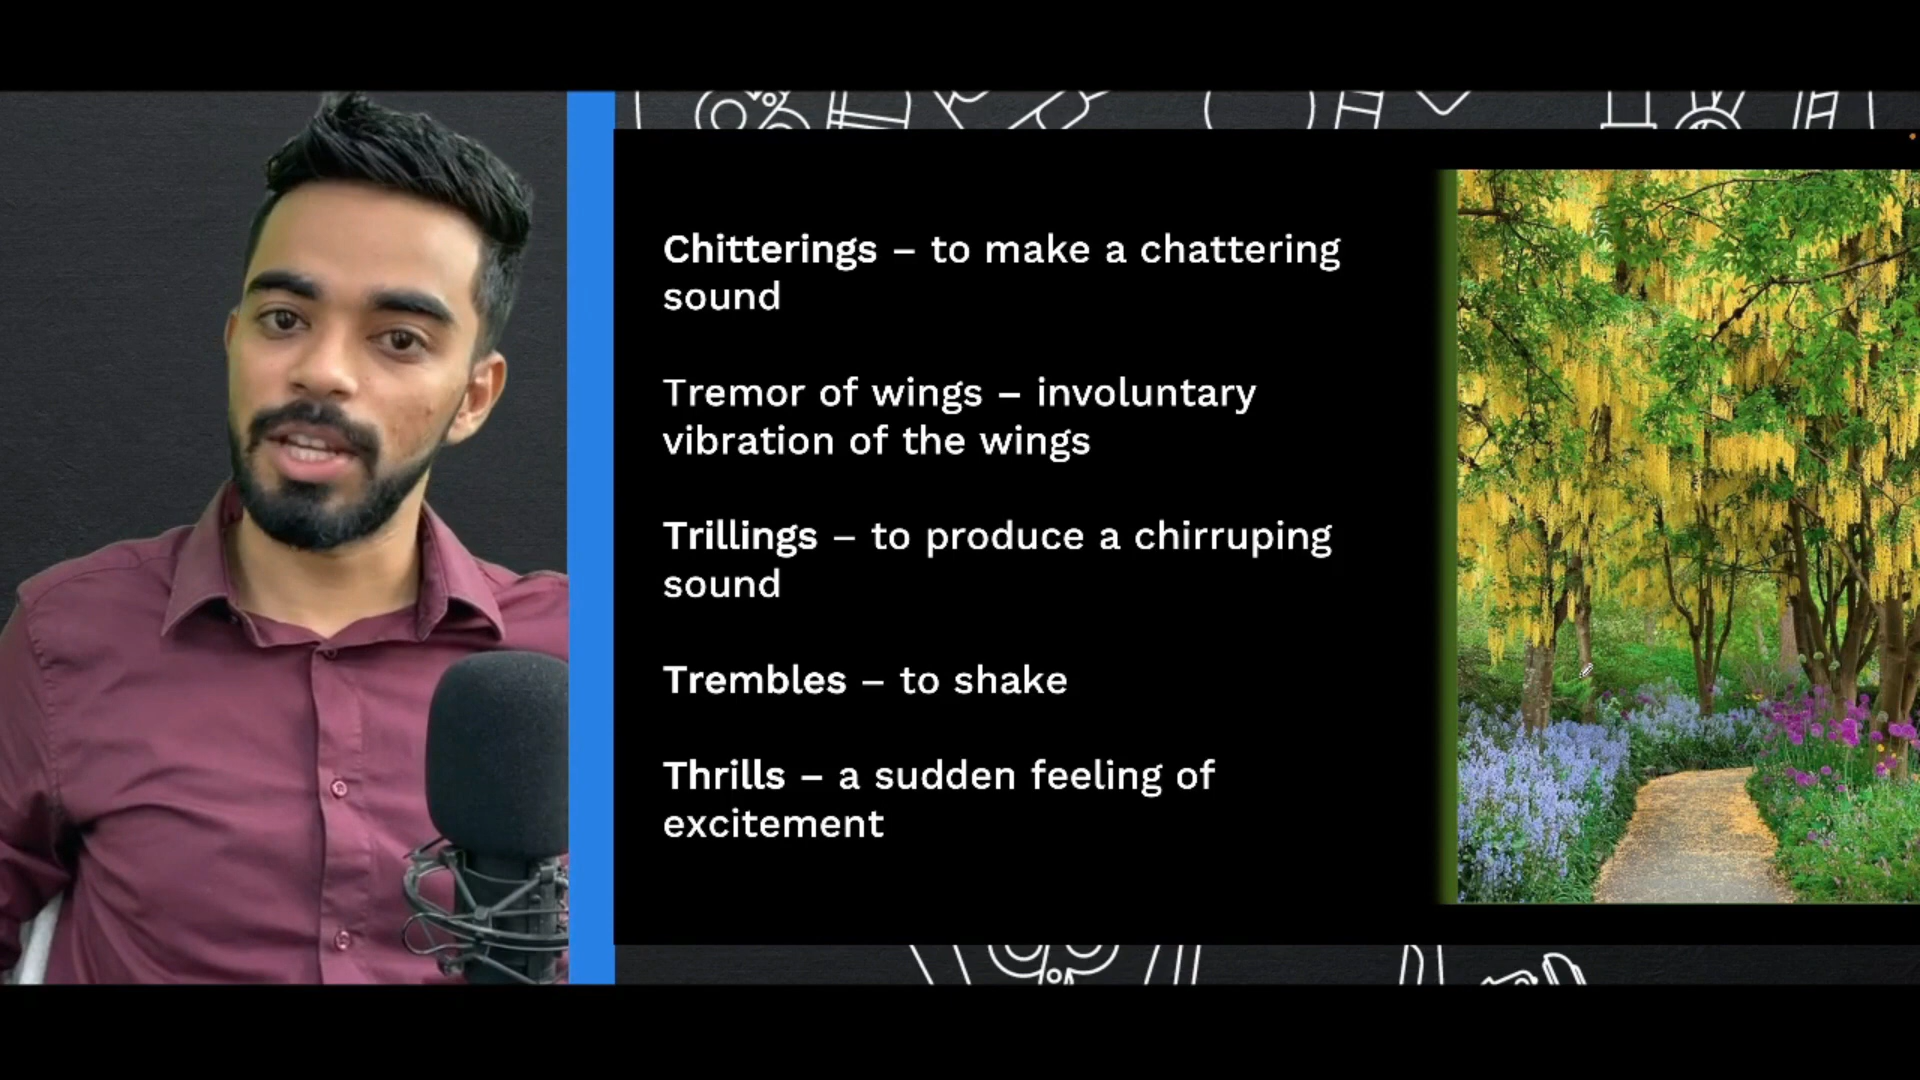 Chitterings – to make a chattering
sound
Tremor of wings – involuntary
vibration of the wings
Trillings – to produce a chirruping
sound
Trembles – to shake
Thrills – a sudden feeling of
excitement